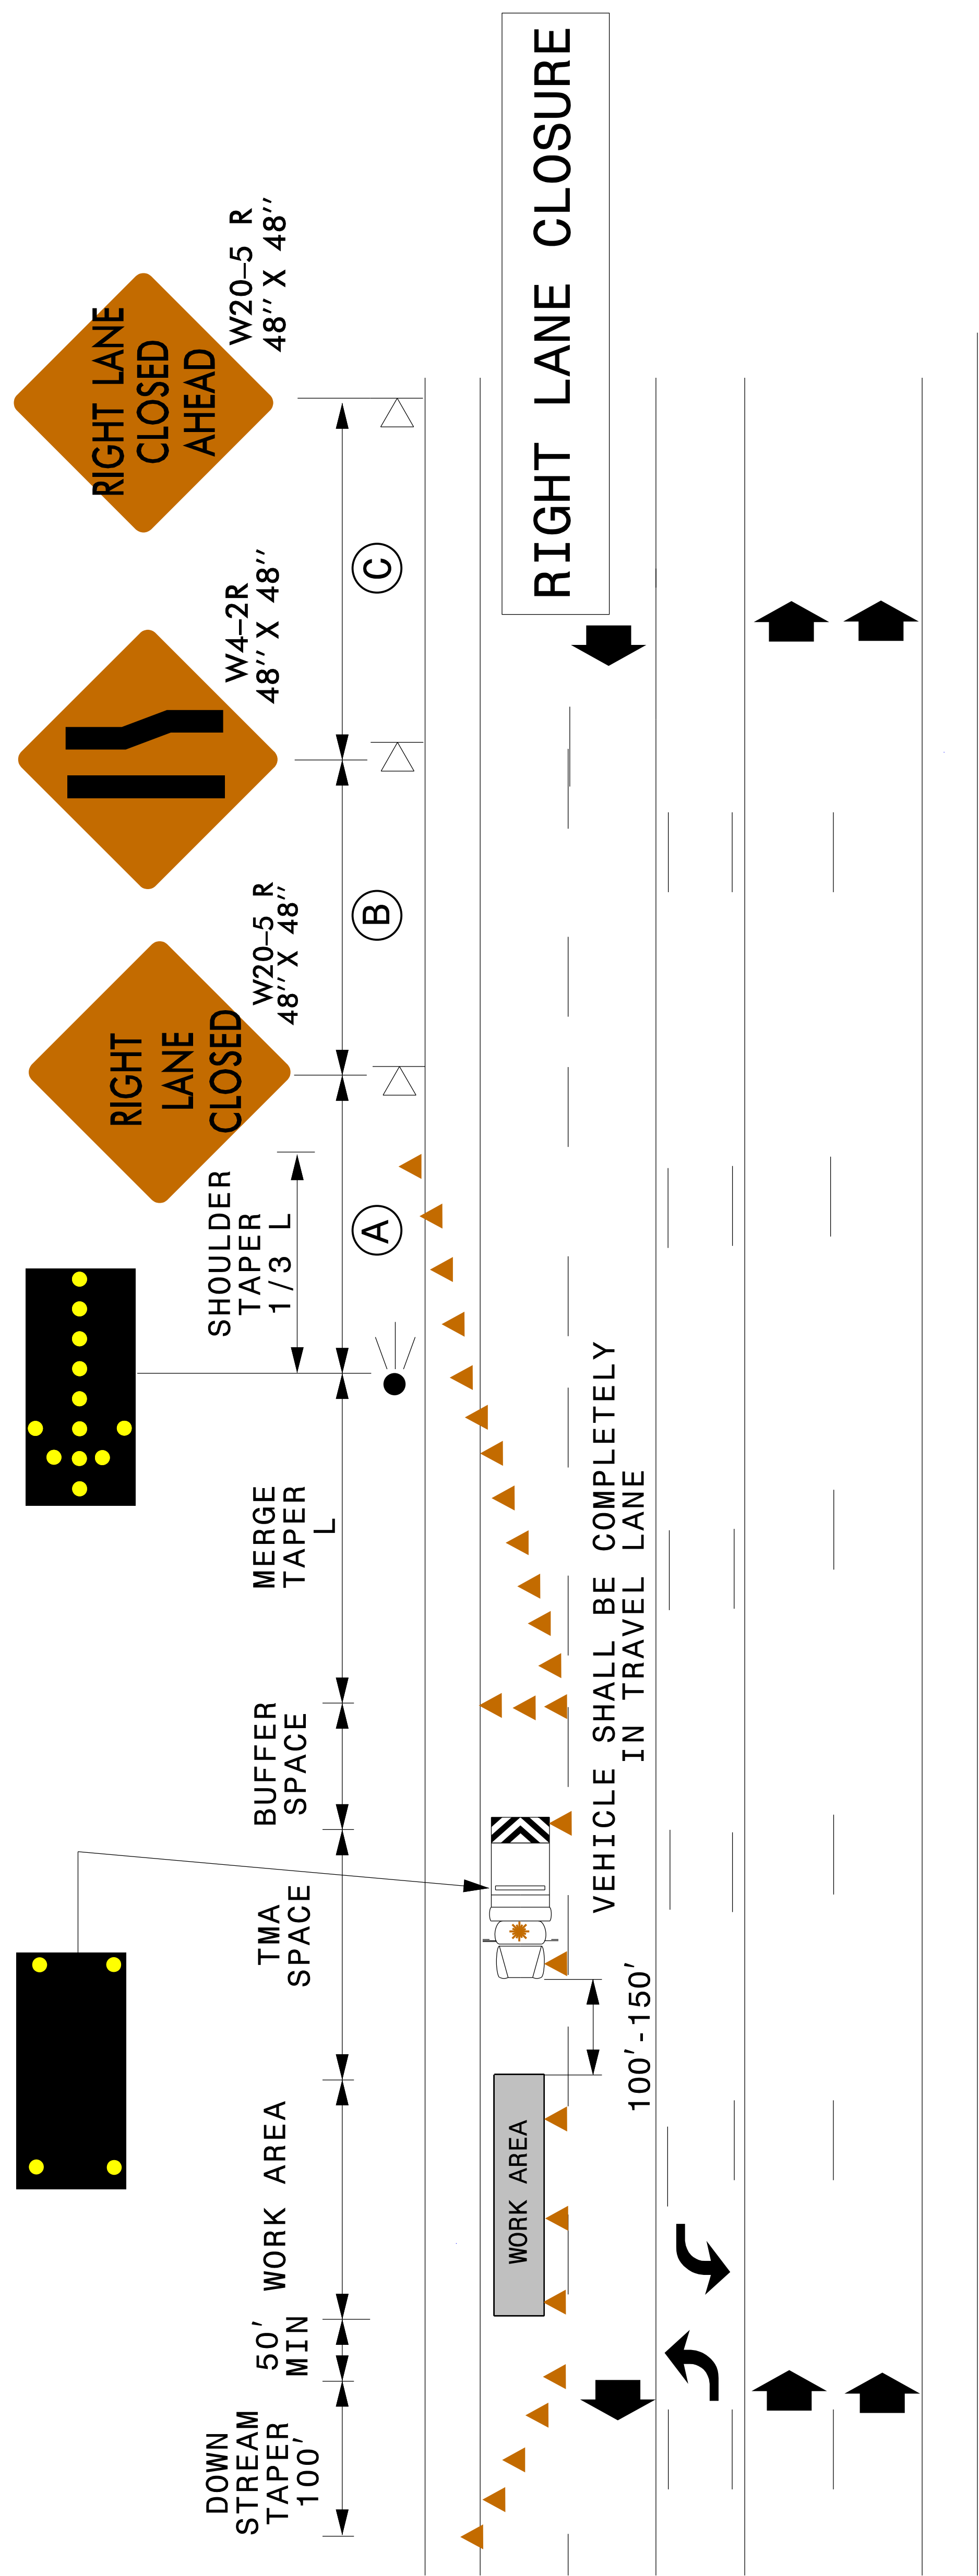 RIGHT LANE CLOSURE
RIGHT LANE
CLOSED
AHEAD
W20-5 R
48'' X 48''
W4-2R
48'' X 48''
RIGHT
LANE
CLOSED
W20-5 R
48'' X 48''
C
B
A
SHOULDER
TAPER
1/3 L
MERGE
TAPER
L
BUFFER
SPACE
TMA
SPACE
WORK AREA
50'
MIN
DOWN
STREAM
TAPER
100'
VEHICLE SHALL BE COMPLETELY
IN TRAVEL LANE
100'-150'
WORK AREA